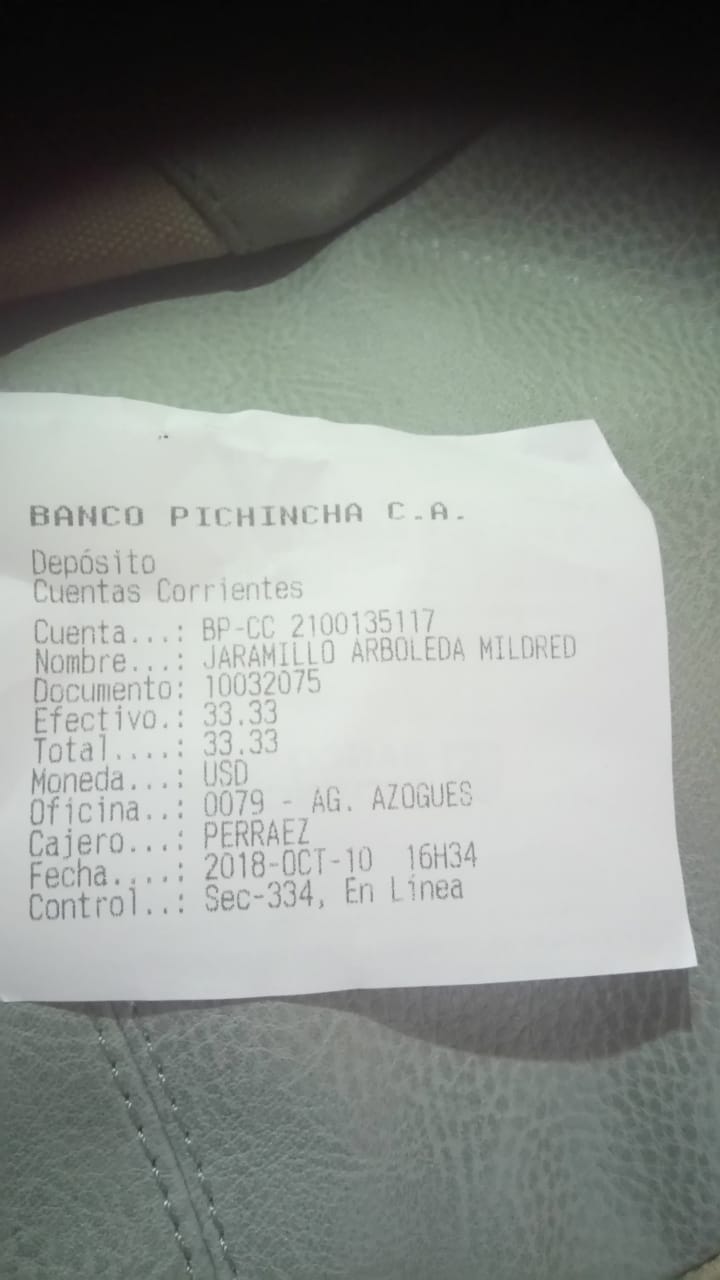 BANCO PICHINCHA C.A.
Depósito
Cuentas Corrientes
Cuenta...: BP-CC 2100135117
Nombre...: JARAMILLO ARBOLEDA MILDRED
Documento: 10032075
Efectivo.: 33.33
Total....: 33.33
Moneda...: USD
Oficina..: 0079 - AG. AZOGUES
Cajero...: PERRAEZ
Fecha....: 2018-OCT-10 16H34
Control..: Sec-334, En Línea